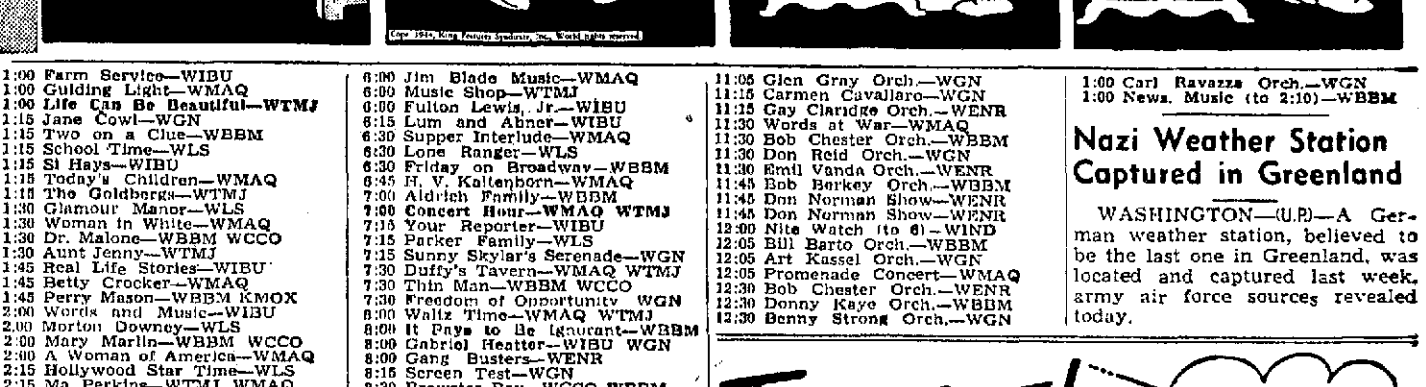 Copr. 1944, King Features Syndicate, Inc., World rights reserved
1:00 Farm Service—WIBU
1:00 Guiding Light—WMAQ
1:00 Life Can Be Beautiful—WTMJ
1:15 Jane Cowl—WGN
1:15 Two on a Clue—WBBM
1:15 School Time—WLS
1:15 Si Hays—WIBU
1:15 Today's Children—WMAQ
1:15 The Goldbergs—WTMJ
1:30 Glamour Manor—WLS
1:30 Woman in White—WMAQ
1:30 Dr. Malone—WBBM WCCO
1:30 Aunt Jenny—WTMJ
1:45 Real Life Stories—WIBU
1:45 Betty Crocker—WMAQ
1:45 Perry Mason—WBBM KMOX
2:00 Words and Music—WIBU
2:00 Morton Downey—WLS
2:00 Mary Marlin—WBBM WCCO
2:00 A Woman of America—WMAQ
2:15 Hollywood Star Time—WLS
2:15 Ma Perkins—WTMJ WMAQ
6:00 Jim Blade Music—WMAQ
6:00 Music Shop—WTMJ
6:00 Fulton Lewis, Jr.—WIBU
6:15 Lum and Abner—WIBU
6:30 Supper Interlude—WMAQ
6:30 Lone Ranger—WLS
6:30 Friday on Broadway—WBBM
6:45 H. V. Kaltenborn—WMAQ
7:00 Aldrich Family—WBBM
7:00 Concert Hour—WMAQ WTMJ
7:15 Your Reporter—WIBU
7:15 Parker Family—WLS
7:15 Sunny Skylar's Serenade—WGN
7:30 Duffy's Tavern—WMAQ WTMJ
7:30 Thin Man—WBBM WCCO
7:30 Freedom of Opportunity WGN
8:00 Waltz Time—WMAQ WTMJ
8:00 It Pays to Be Ignorant—WBBM
8:00 Gabriel Heatter—WIBU WGN
8:00 Gang Busters—WENR
8:15 Screen Test—WGN
8:30 Brewster Boy—WCCO WBBM
11:05 Glen Gray Orch.—WGN
11:15 Carmen Cavallaro—WGN
11:15 Gay Claridge Orch.—WENR
11:30 Words at War—WMAQ
11:30 Bob Chester Orch.—WBBM
11:30 Don Reid Orch.—WGN
11:30 Emil Vanda Orch.—WENR
11:45 Bob Berkey Orch.—WBBM
11:45 Don Norman Show—WENR
11:45 Don Norman Show—WENR
12:00 Nite Watch (to 6)—WIND
12:05 Bill Barto Orch.—WBBM
12:05 Art Kassel Orch.—WGN
12:05 Promenade Concert—WMAQ
12:30 Bob Chester Orch.—WENR
12:30 Donny Kaye Orch.—WBBM
12:30 Benny Strong Orch.—WGN
1:00 Carl Ravazza Orch.—WGN
1:00 News. Music (to 2:10)—WBBM
Nazi Weather Station
Captured in Greenland
WASHINGTON—(U.P.)—A Ger-
man weather station, believed to
be the last one in Greenland, was
located and captured last week,
army air force sources revealed
today.